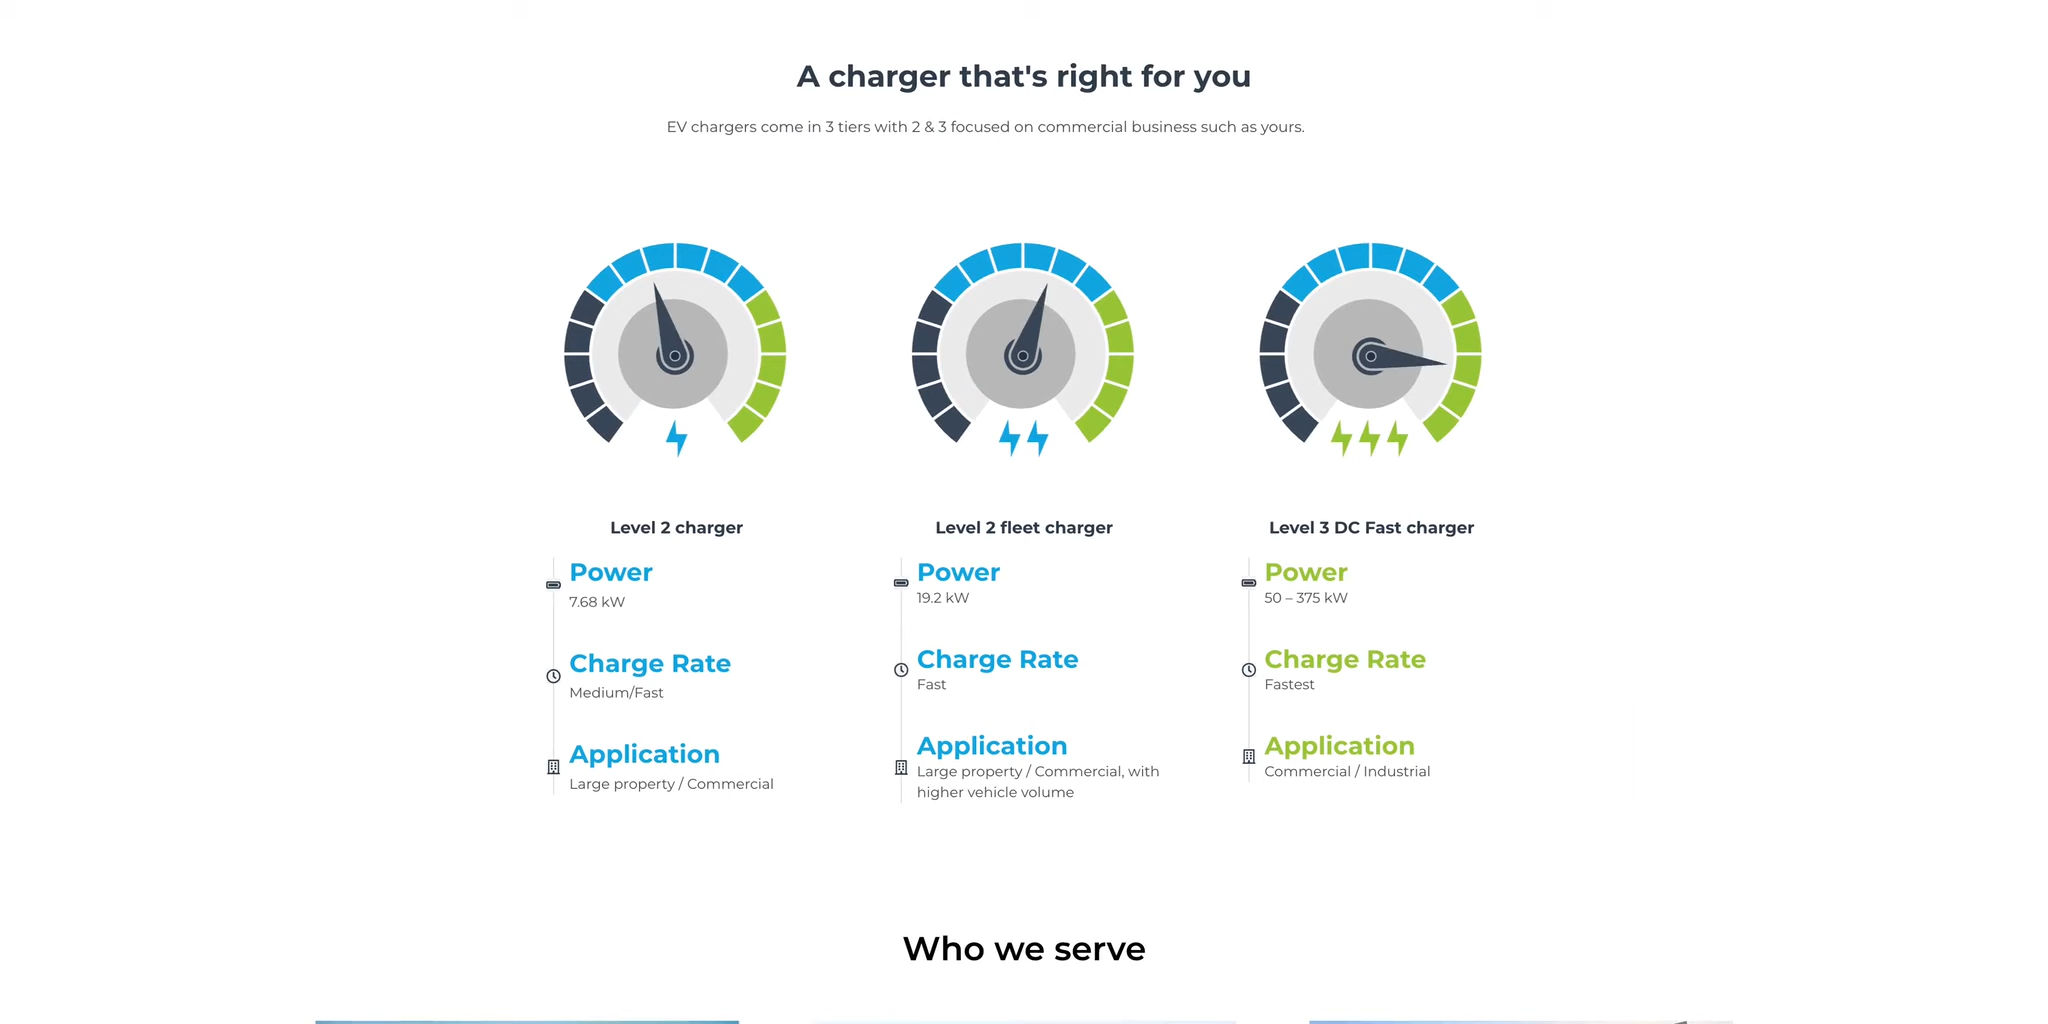 A charger that's right for you
EV chargers come in 3 tiers with 2 & 3 focused on commercial business such as yours.
Level 2 charger
Power
7.68 kW
Charge Rate
Medium/Fast
Application
Large property / Commercial
Level 2 fleet charger
Power
19.2 kW
Charge Rate
Fast
Application
Large property / Commercial, with
higher vehicle volume
Level 3 DC Fast charger
Power
50 – 375 kW
Charge Rate
Fastest
Application
Commercial / Industrial
Who we serve